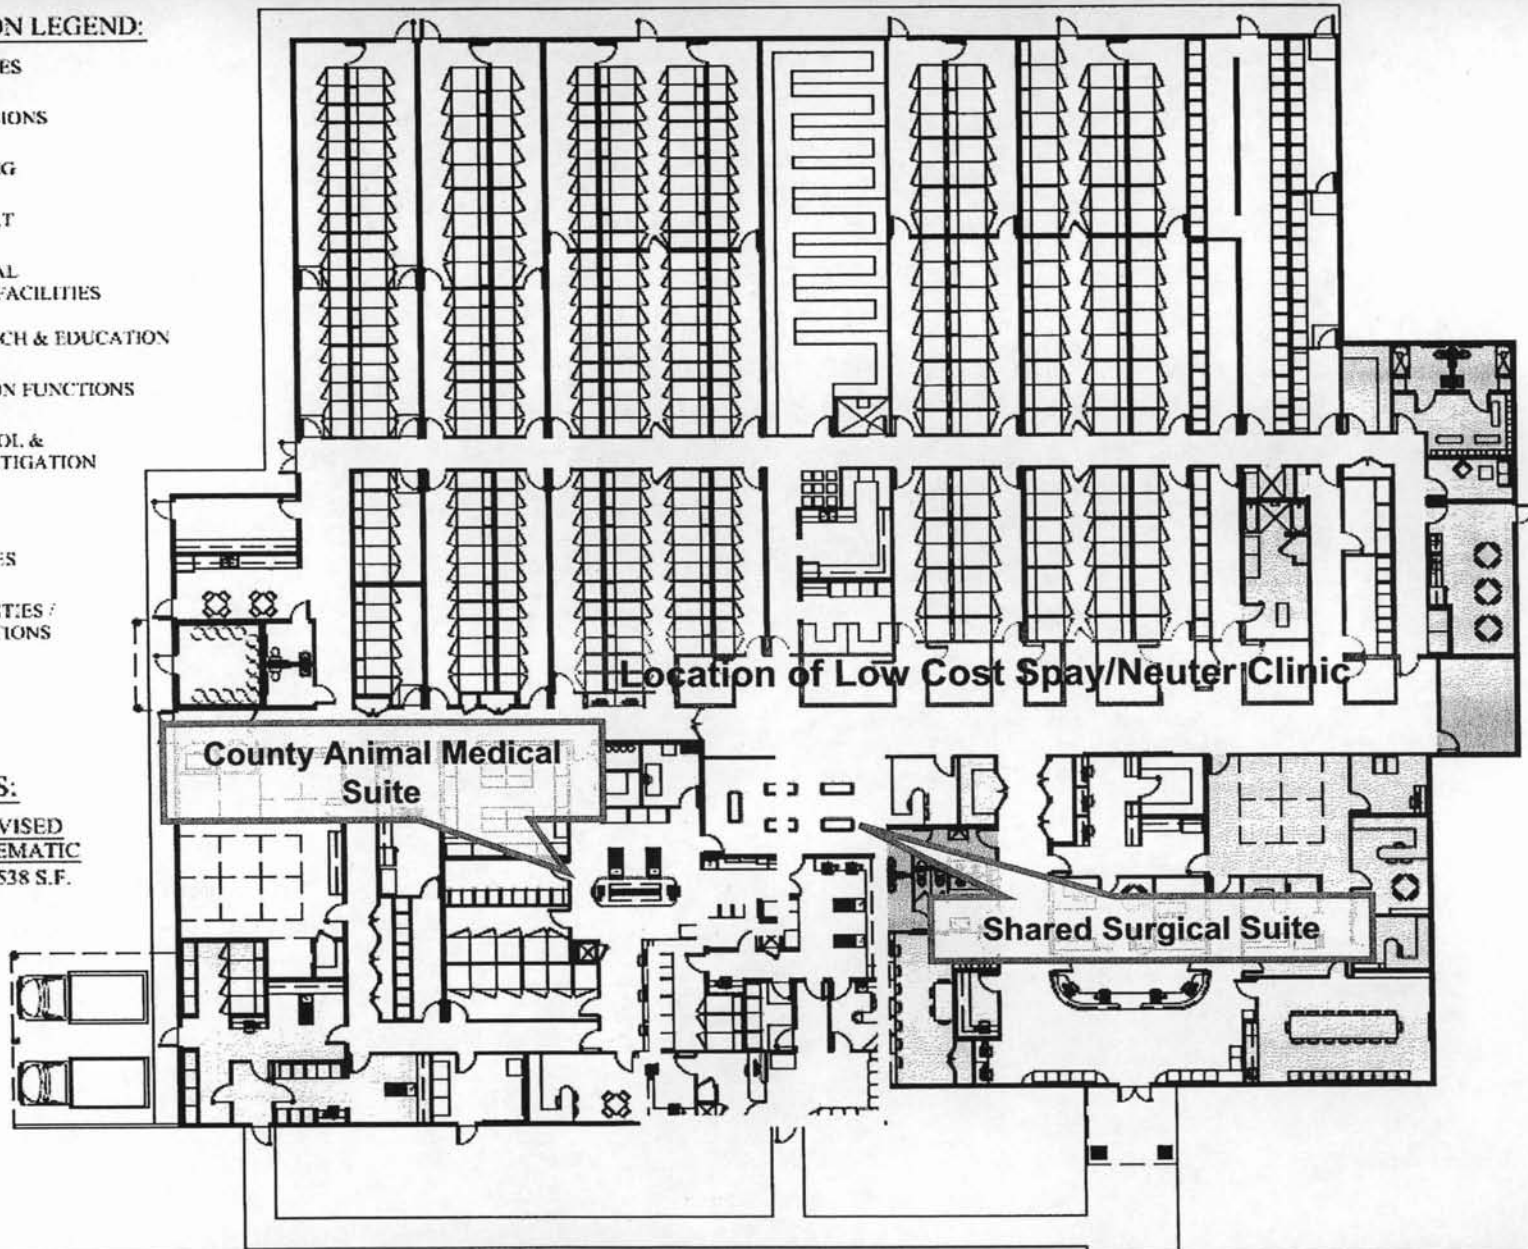 ON LEGEND:
ES
IONS
G
T
AL
FACILITIES
CH & EDUCATION
ON FUNCTIONS
OL &
TIGATION
ES
TIES /
TIONS
S:
VISED
EMATIC
538 S.F.
Location of Low Cost Spay/Neuter Clinic
County Animal Medical
Suite
Shared Surgical Suite